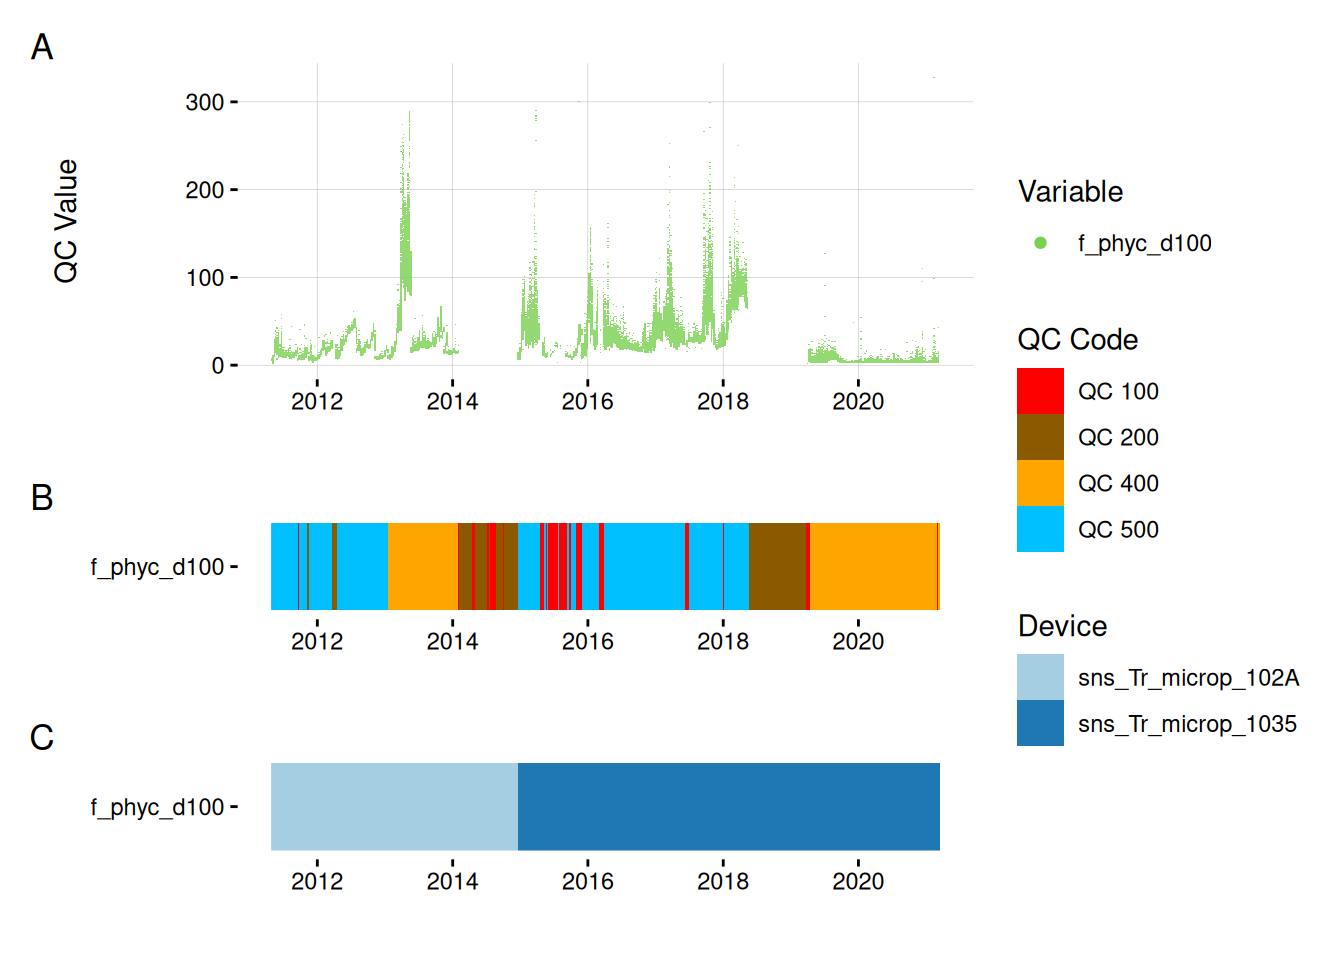 A
QC Value
300
200
100
0
2012 2014 2016 2018 2020
Variable
f_phyc_d100
QC Code
QC 100
QC 200
QC 400
QC 500
Device
sns_Tr_microp_102A
sns_Tr_microp_1035
B
f_phyc_d100
2012 2014 2016 2018 2020
C
f_phyc_d100
2012 2014 2016 2018 2020